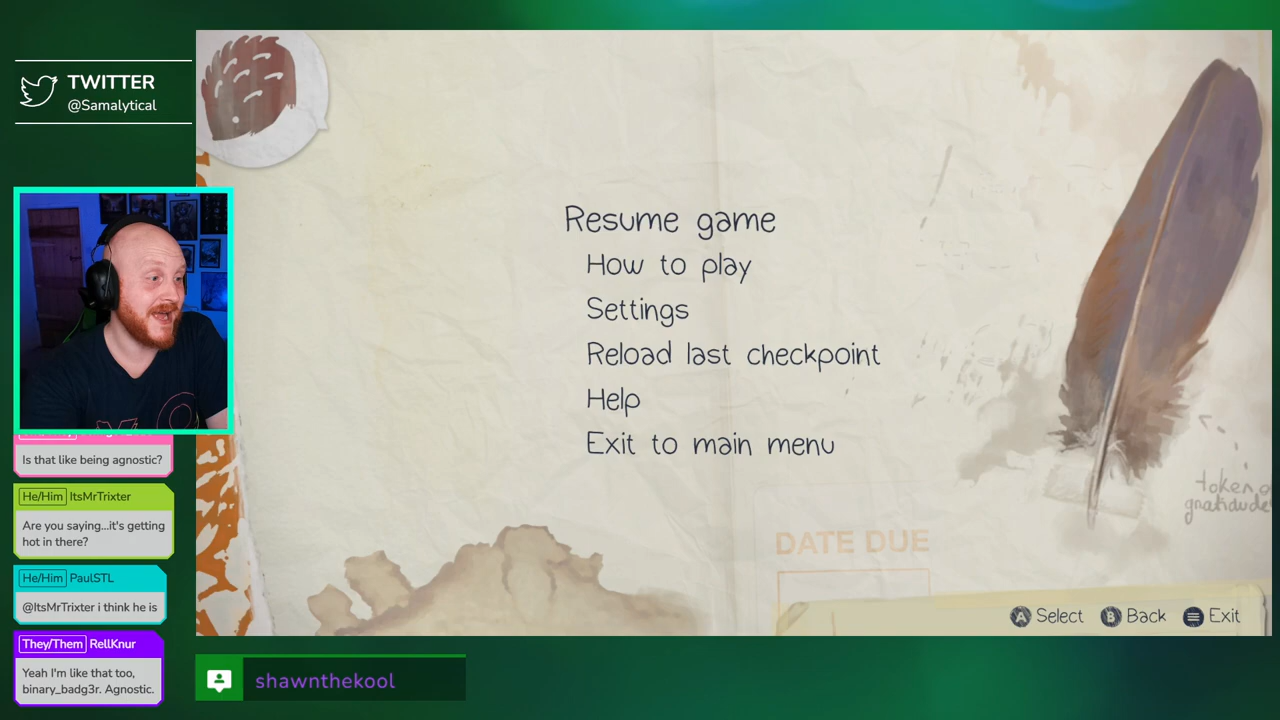 TWITTER
@Samalytical
Resume game
How to play
Settings
Reload last checkpoint
Help
Exit to main menu
DATE DUE
token o
gratidude
Select
Back
Exit
Is that like being agnostic?
He/Him ItsMrTrixter
Are you saying...it's getting
hot in there?
He/Him PaulSTL
@ItsMrTrixter i think he is
They/Them RellKnur
Yeah I'm like that too,
binary_badg3r. Agnostic.
shawnthekool